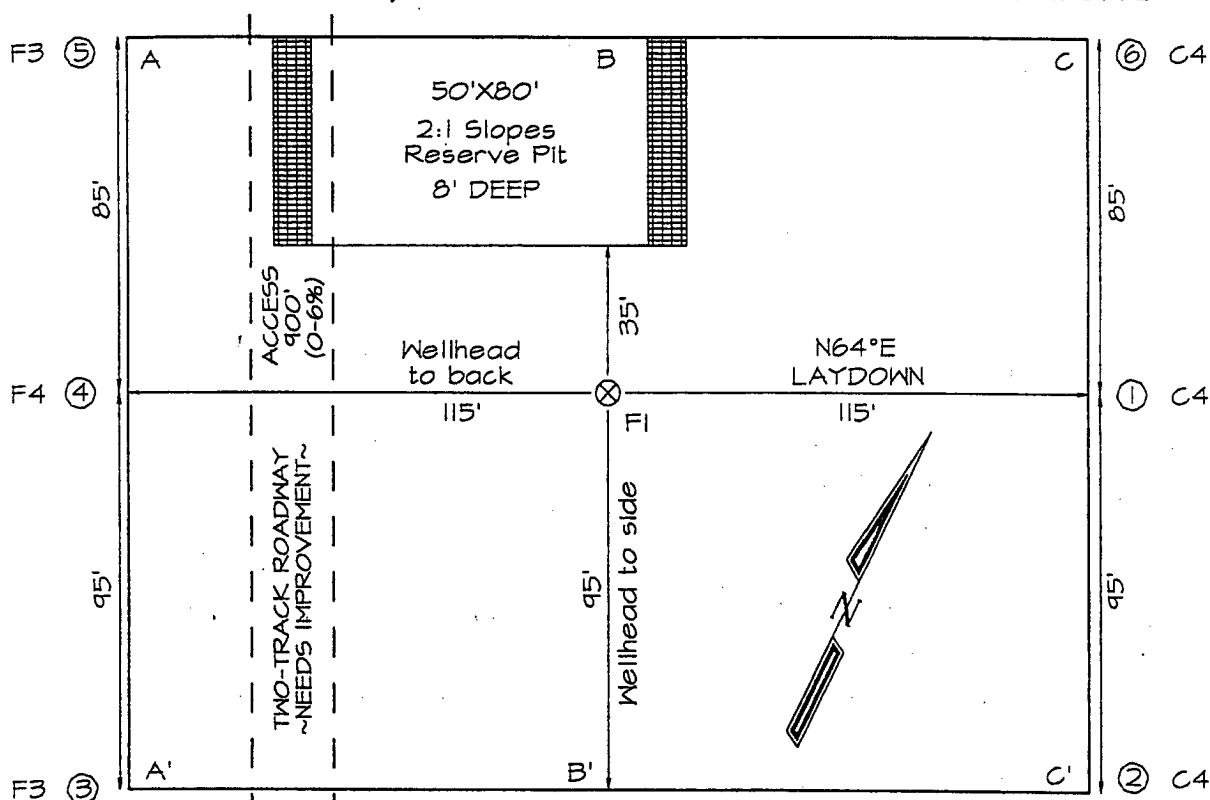 F3 ⑤
A
B
C
⑥ C4
50'X80'
2:1 Slopes
Reserve Pit
8' DEEP
85'
85'
ACCESS
900'
(0-6%)
35'
Wellhead
to back
N64°E
LAYDOWN
F4 ④
① C4
115'
F1
115'
TWO-TRACK ROADWAY
~NEEDS IMPROVEMENT~
95'
95'
Wellhead to side
N
95'
F3 ③
A'
B'
C'
② C4